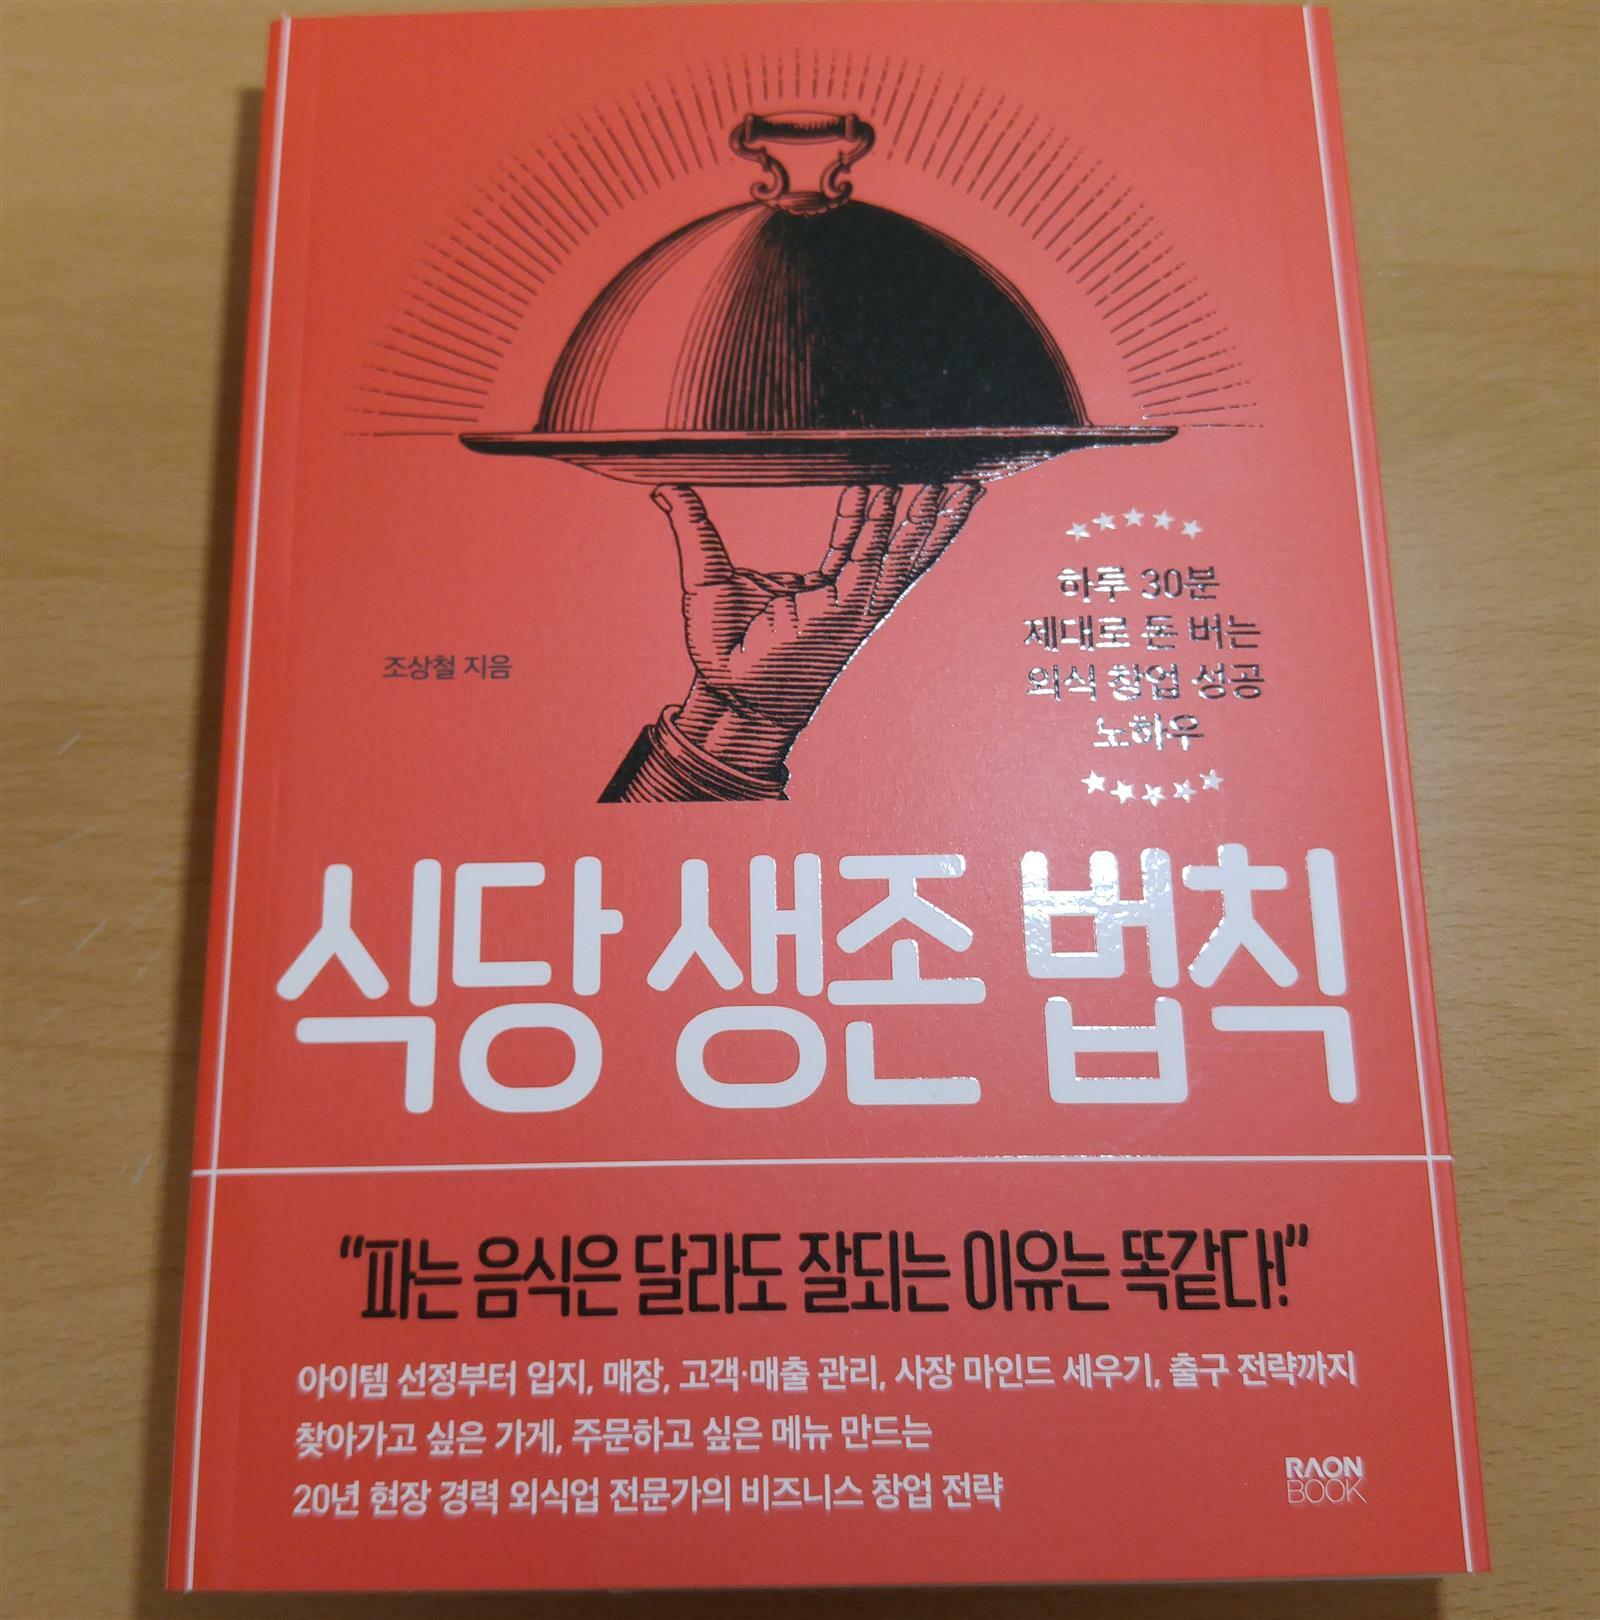 하루 30분
제대로 돈 버는
외식 창업 성공
노하우
조상철 지음
식당 생존 법칙
“파는 음식은 달라도 잘되는 이유는 똑같다!”
아이템 선정부터 입지, 매장, 고객·매출 관리, 사장 마인드 세우기, 출구 전략까지
찾아가고 싶은 가게, 주문하고 싶은 메뉴 만드는
20년 현장 경력 외식업 전문가의 비즈니스 창업 전략
RAON
BOOK